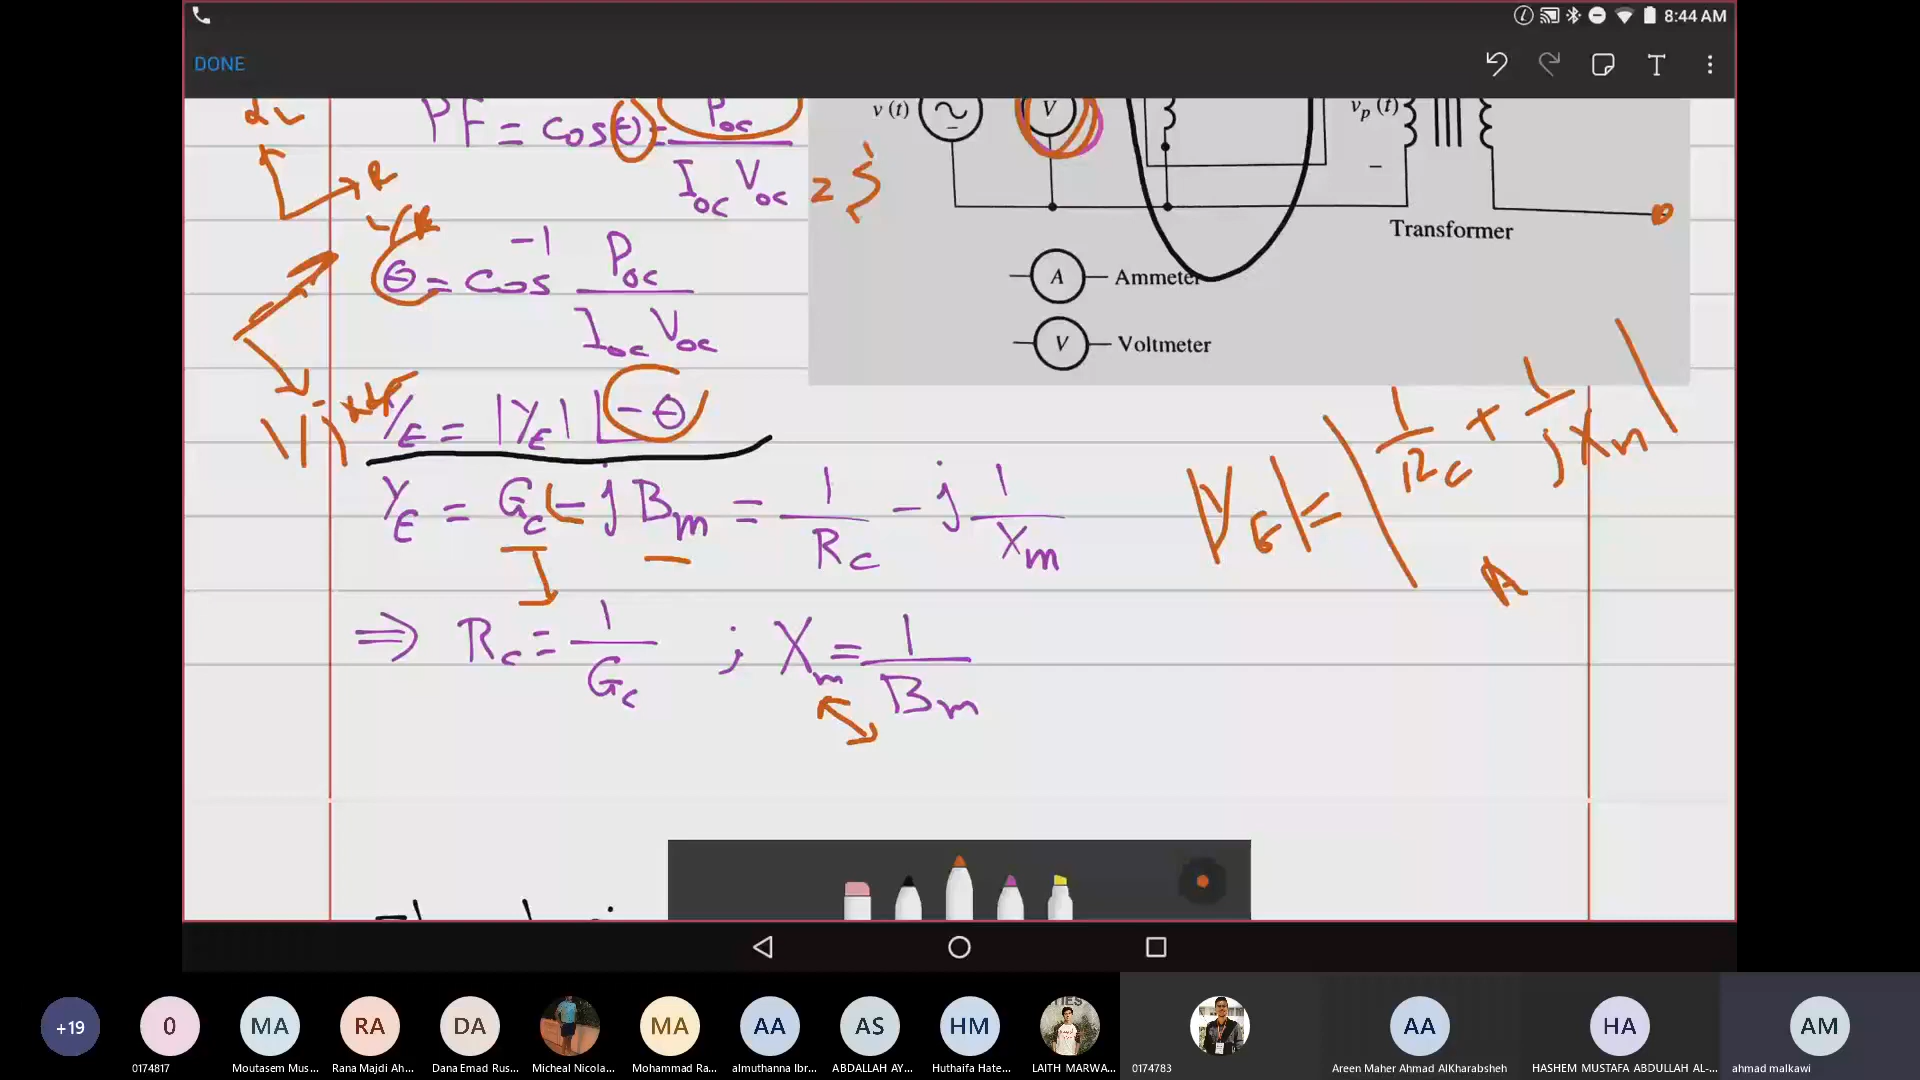 8:44 AM
DONE
PF = cosθ = Poc / Ioc Voc
v (t)
V
vp (t)
−
Transformer
R
θ = cos⁻¹ Poc / Ioc Voc
A Ammeter
V Voltmeter
YE = |YE| ∠-θ
YE = Gc - jBm = 1/Rc - j 1/Xm
|YE| = |1/Rc + 1/jXm|
⇒ Rc = 1/Gc ; Xm = 1/Bm
+19
0
MA
RA
DA
MA
AA
AS
HM
AA
HA
AM
0174817
Moutasem Mus...
Rana Majdi Ah...
Dana Emad Rus...
Micheal Nicola...
Mohammad Ra...
almuthanna Ibr...
ABDALLAH AY...
Huthaifa Hate...
LAITH MARWA...
0174783
Areen Maher Ahmad AlKharabsheh
HASHEM MUSTAFA ABDULLAH AL-...
ahmad malkawi